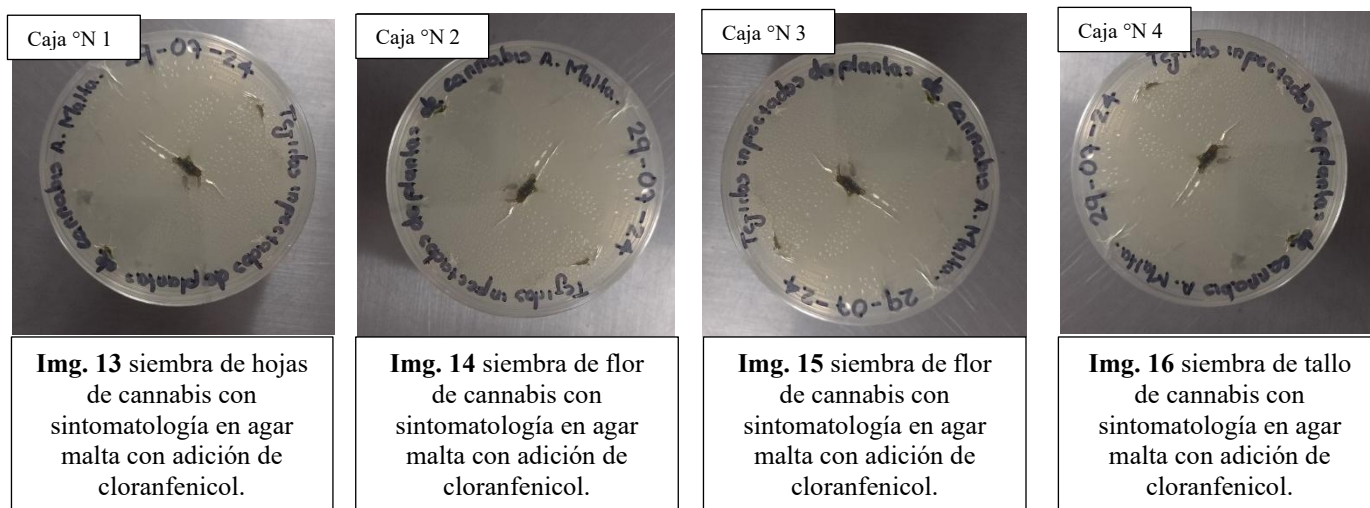 Caja °N 1
29-07-24
Tejidos inpectados de plantas de cannabis A. Malta.
Img. 13 siembra de hojas
de cannabis con
sintomatología en agar
malta con adición de
cloranfenicol.
Caja °N 2
Tejidos inpectados de plantas de cannabis A. Malta.
29-07-24
Img. 14 siembra de flor
de cannabis con
sintomatología en agar
malta con adición de
cloranfenicol.
Caja °N 3
Tejidos inpectados de plantas de cannabis A. Malta.
29-07-24
Img. 15 siembra de flor
de cannabis con
sintomatología en agar
malta con adición de
cloranfenicol.
Caja °N 4
Tejidos inpectados de plantas de cannabis A. Malta.
29-07-24
Img. 16 siembra de tallo
de cannabis con
sintomatología en agar
malta con adición de
cloranfenicol.